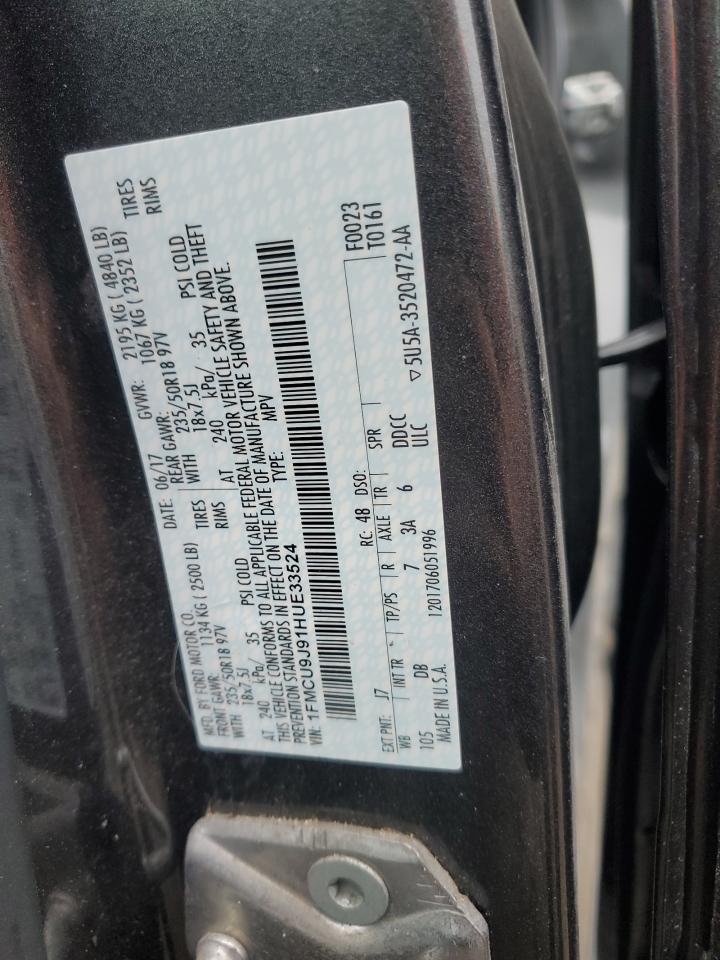 MFD. BY FORD MOTOR CO. DATE: 06/17 GVWR: 2195 KG ( 4840 LB)
FRONT GAWR: 1134 KG ( 2500 LB) REAR GAWR: 1067 KG ( 2352 LB)
WITH 235/50R18 97V TIRES WITH 235/50R18 97V TIRES
18x7.5J RIMS 18x7.5J RIMS
AT 240 kPa/ 35 PSI COLD AT 240 kPa/ 35 PSI COLD
THIS VEHICLE CONFORMS TO ALL APPLICABLE FEDERAL MOTOR VEHICLE SAFETY AND THEFT
PREVENTION STANDARDS IN EFFECT ON THE DATE OF MANUFACTURE SHOWN ABOVE.
VIN: 1FMCU9J91HUE33524 TYPE: MPV
F0023
T0161
EXT PNT: J7 RC: 48 DSO:
WB INT TR TP/PS R AXLE TR SPR
105 DB 7 3A 6 DDCC
ULC
MADE IN U.S.A. 120170605 1996 ▽5U5A-3520472-AA